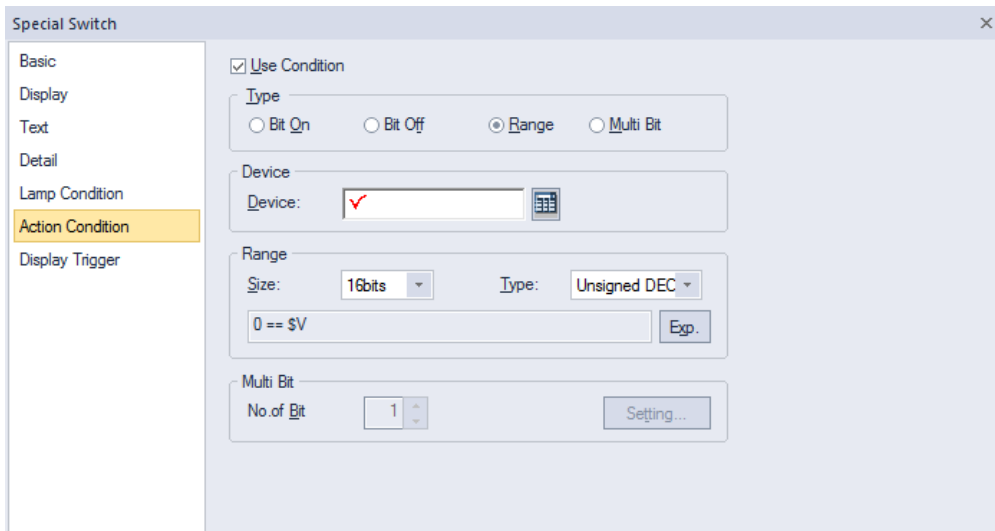 Special Switch
Basic
Display
Text
Detail
Lamp Condition
Action Condition
Display Trigger
Use Condition
Type
Bit On Bit Off Range Multi Bit
Device
Device:
Range
Size: 16bits Type: Unsigned DEC
0 == $V Exp.
Multi Bit
No.of Bit 1 Setting...